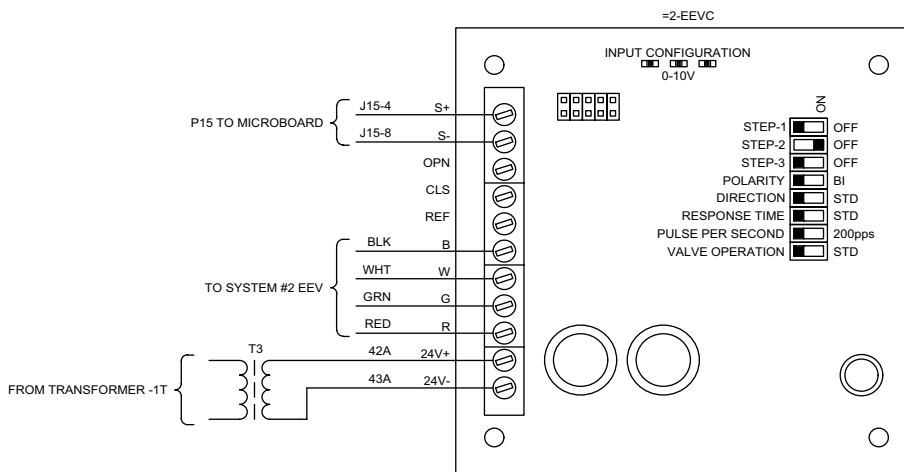 =2-EEVC
INPUT CONFIGURATION
0-10V
P15 TO MICROBOARD
J15-4 S+
J15-8 S-
OPN
CLS
REF
TO SYSTEM #2 EEV
BLK B
WHT W
GRN G
RED R
FROM TRANSFORMER -1T
T3
42A 24V+
43A 24V-
ON
STEP-1 OFF
STEP-2 OFF
STEP-3 OFF
POLARITY BI
DIRECTION STD
RESPONSE TIME STD
PULSE PER SECOND 200pps
VALVE OPERATION STD